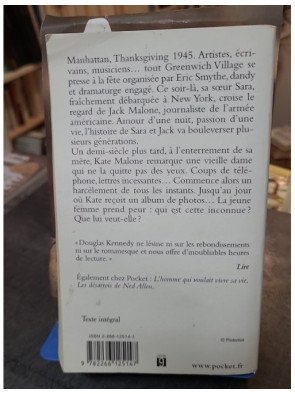 Manhattan, Thanksgiving 1945. Artistes, écri-
vains, musiciens... tout Greenwich Village se
presse à la fête organisée par Eric Smythe, dandy
et dramaturge engagé. Ce soir-là, sa sœur Sara,
fraîchement débarquée à New York, croise le
regard de Jack Malone, journaliste de l'armée
américaine. Amour d'une nuit, passion d'une
vie, l'histoire de Sara et Jack va bouleverser plu-
sieurs générations.
Un demi-siècle plus tard, à l'enterrement de sa
mère, Kate Malone remarque une vieille dame
qui ne la quitte pas des yeux. Coups de télé-
phone, lettres incessantes... Commence alors un
harcèlement de tous les instants. Jusqu'au jour
où Kate reçoit un album de photos... La jeune
femme prend peur : qui est cette inconnue ?
Que lui veut-elle ?
« Douglas Kennedy ne lésine ni sur les rebondissements
ni sur le romanesque et nous offre d'inoubliables heures
de lecture. »
Lire
Également chez Pocket : L'homme qui voulait vivre sa vie,
Les désarrois de Ned Allen.
Texte intégral
9 782266 125147
www.pocket.fr